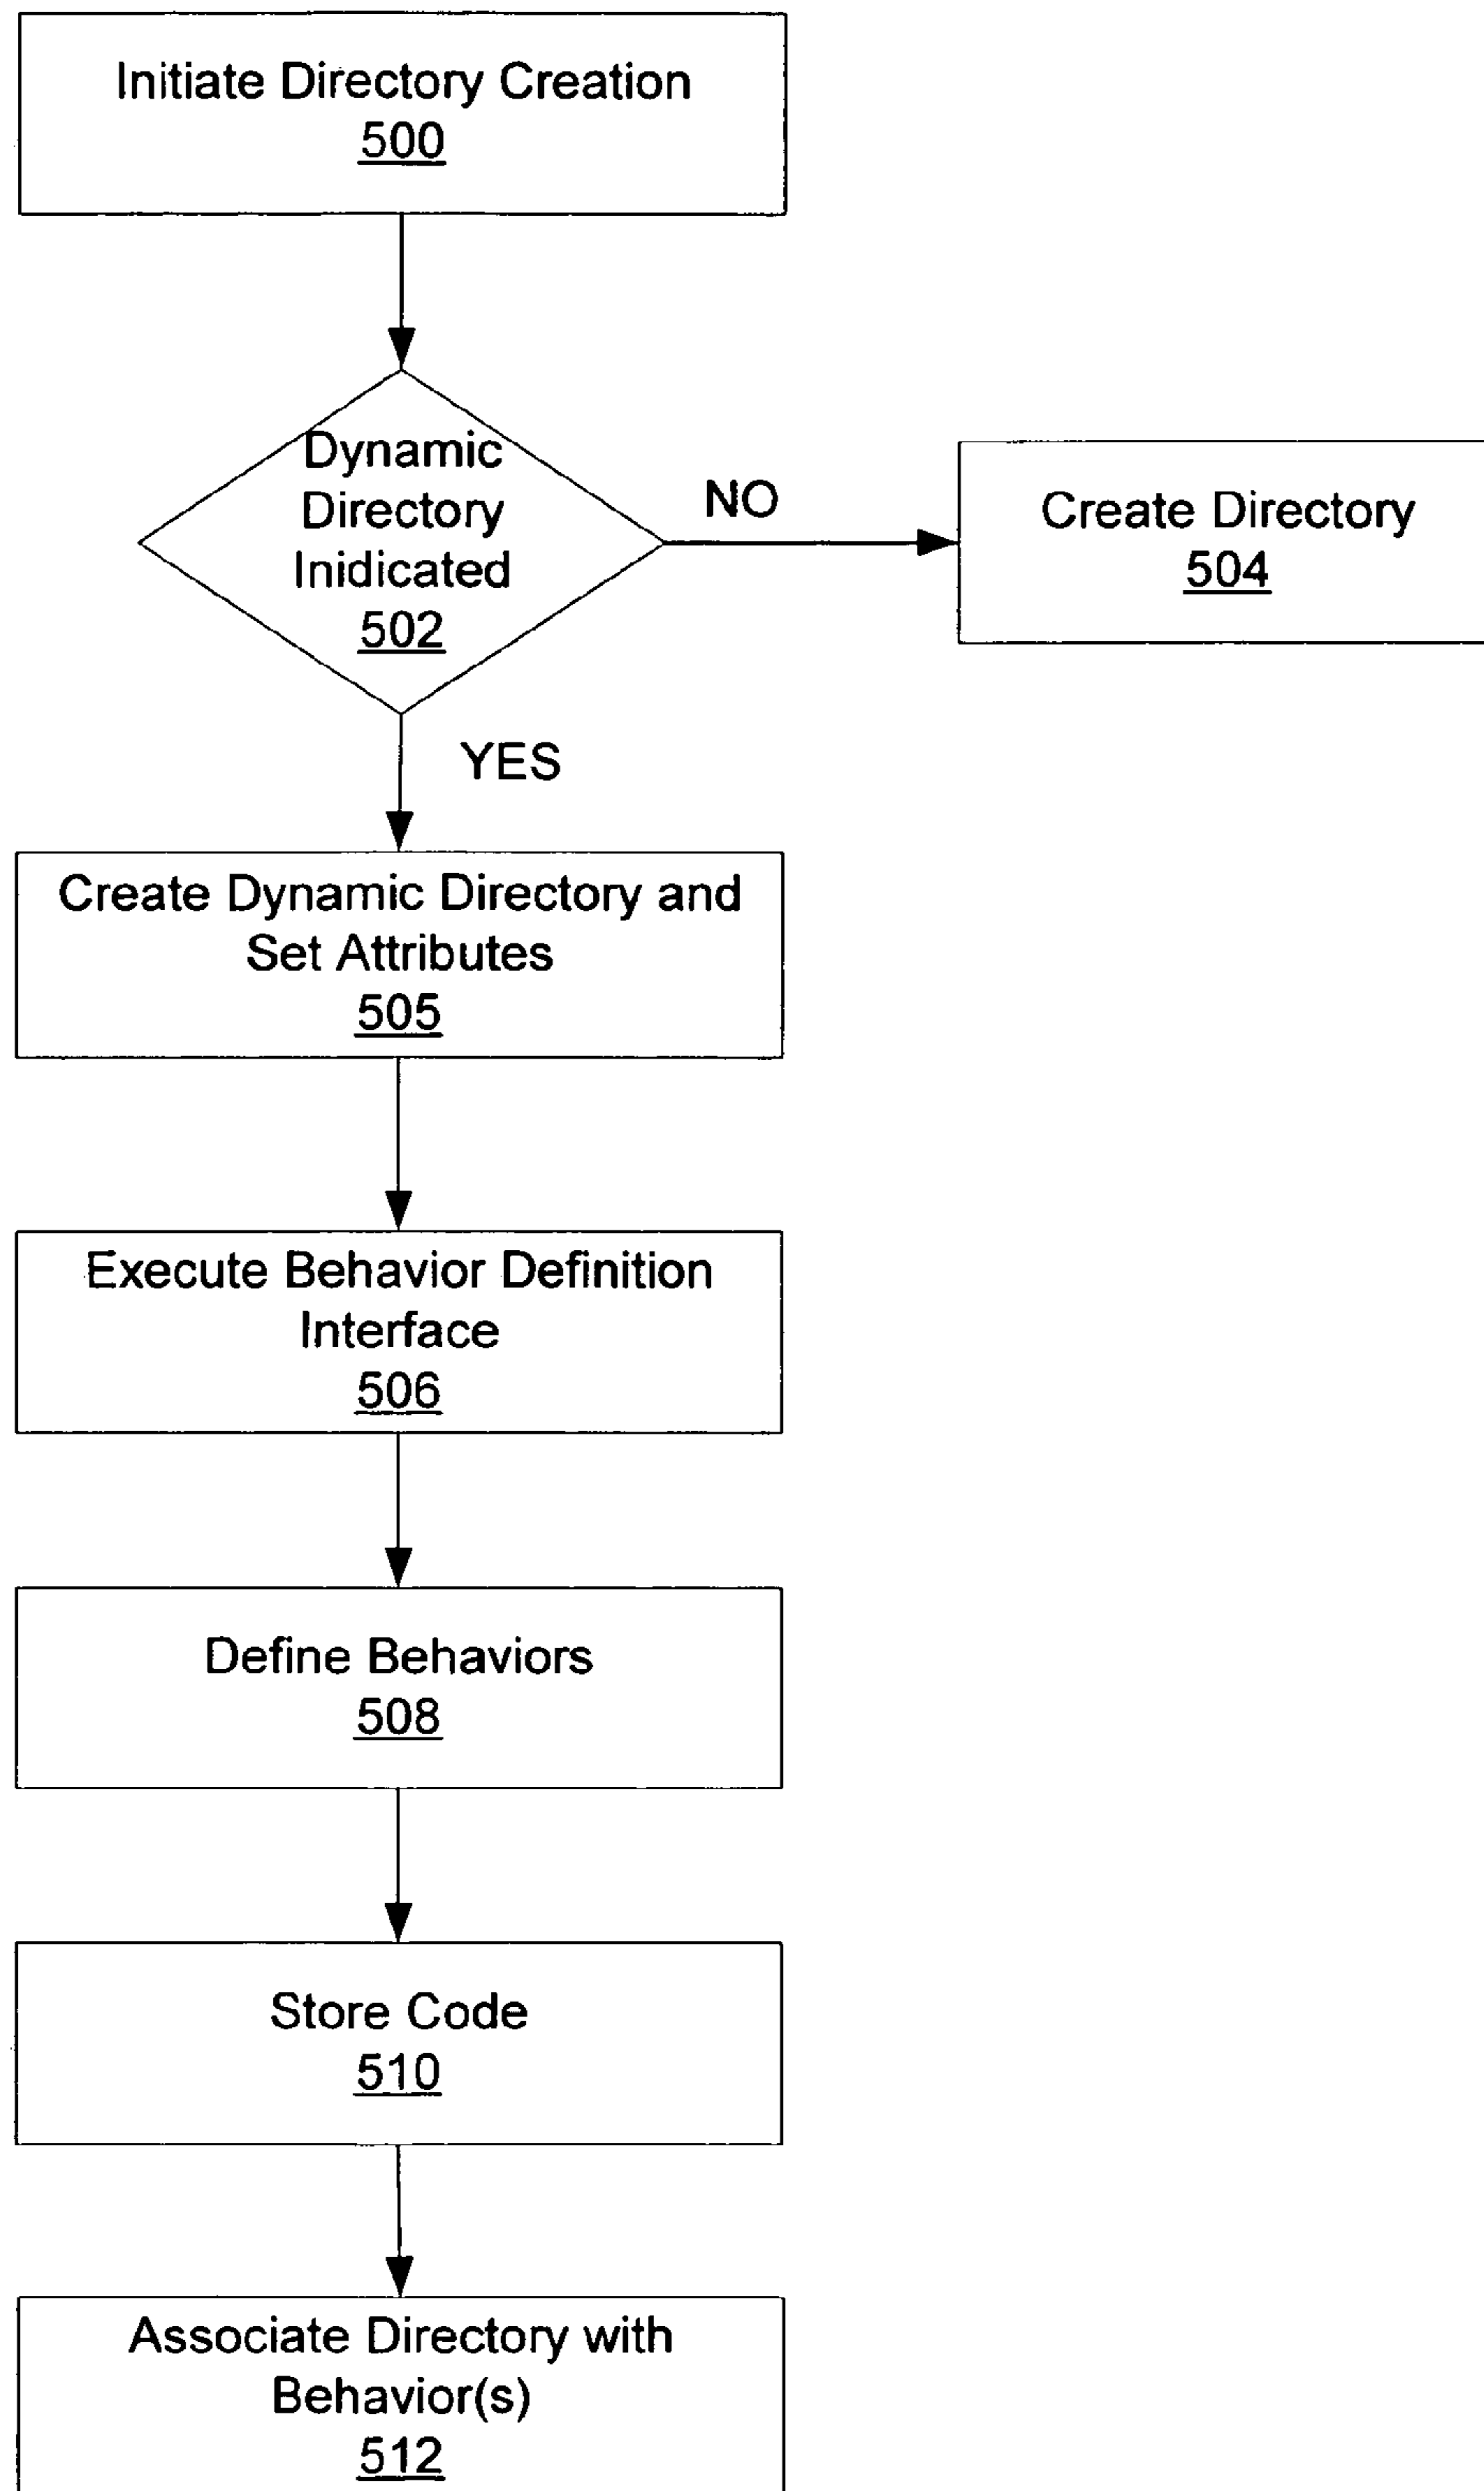 Initiate Directory Creation
500
Dynamic
Directory
Inidicated
502
NO
Create Directory
504
YES
Create Dynamic Directory and
Set Attributes
505
Execute Behavior Definition
Interface
506
Define Behaviors
508
Store Code
510
Associate Directory with
Behavior(s)
512